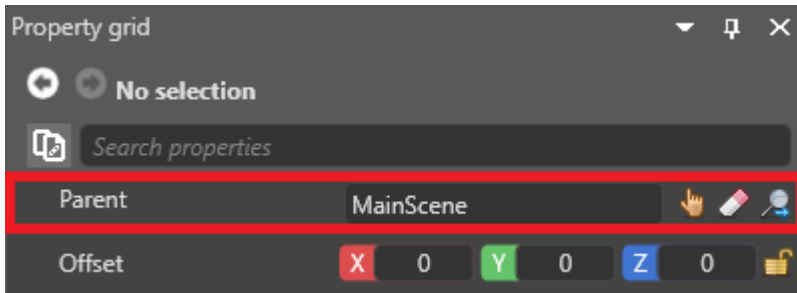 Property grid
No selection
Search properties
Parent MainScene
Offset X 0 Y 0 Z 0